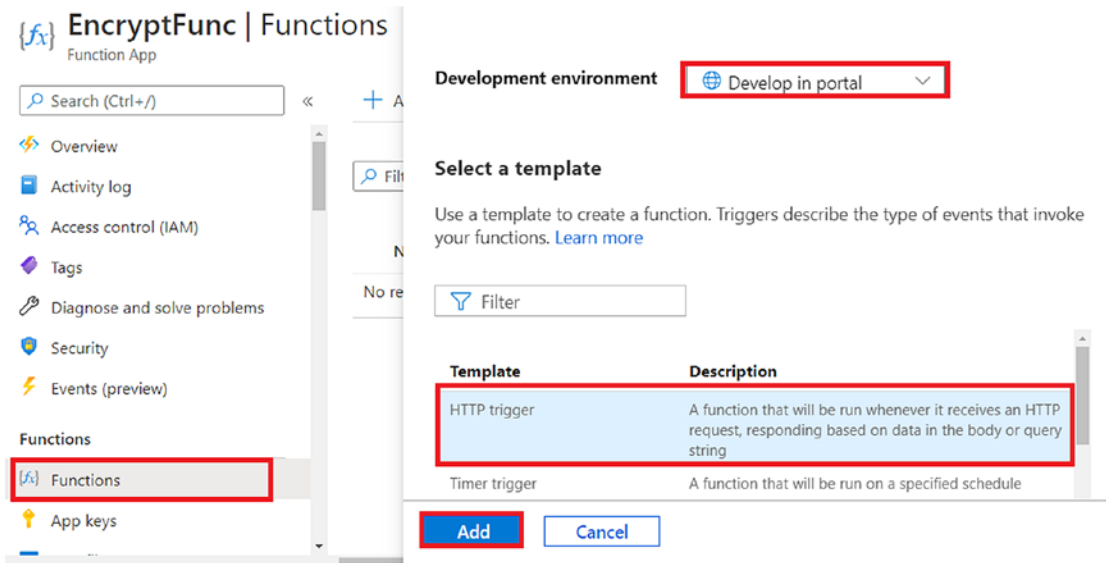 EncryptFunc | Functions
Function App
Search (Ctrl+/)
«
Overview
Activity log
Access control (IAM)
Tags
Diagnose and solve problems
Security
Events (preview)
Functions
Functions
App keys
Development environment
Develop in portal
Select a template
Use a template to create a function. Triggers describe the type of events that invoke
your functions. Learn more
Filter
Template Description
HTTP trigger A function that will be run whenever it receives an HTTP
request, responding based on data in the body or query
string
Timer trigger A function that will be run on a specified schedule
Add Cancel